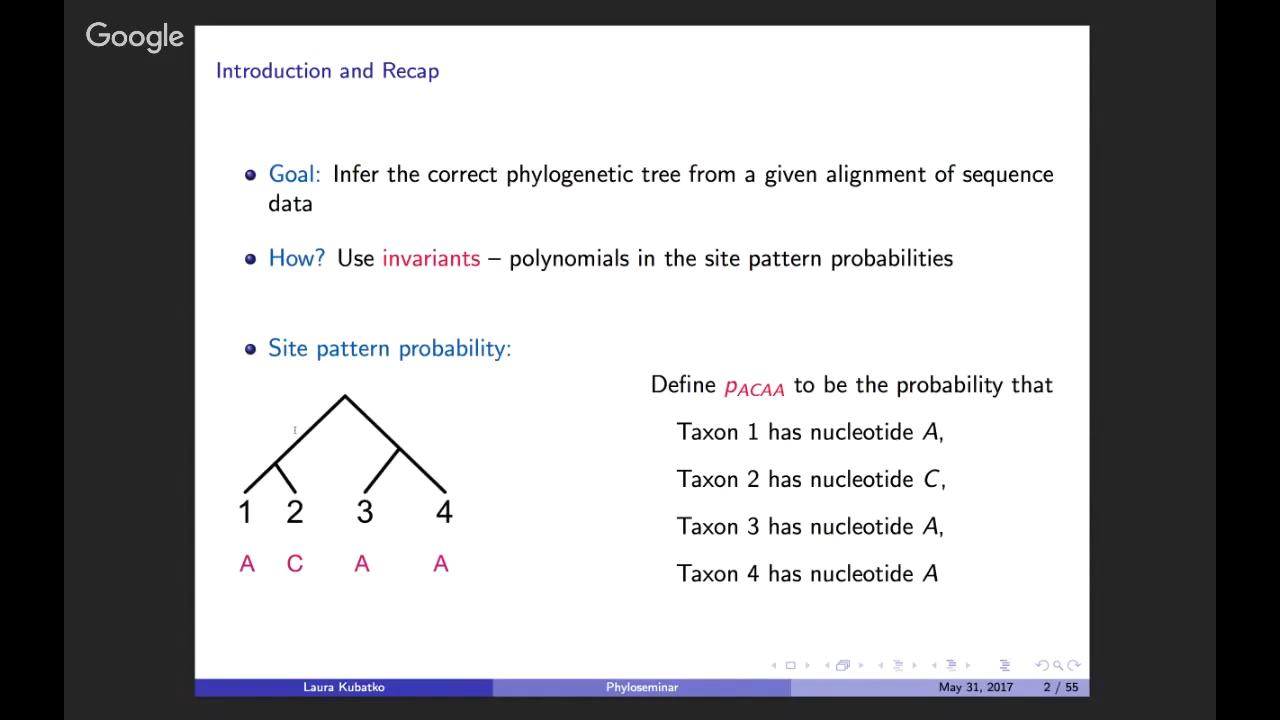 Google
Introduction and Recap
Goal: Infer the correct phylogenetic tree from a given alignment of sequence
data
How? Use invariants – polynomials in the site pattern probabilities
Site pattern probability:
Define pACAA to be the probability that
Taxon 1 has nucleotide A,
Taxon 2 has nucleotide C,
Taxon 3 has nucleotide A,
Taxon 4 has nucleotide A
1 2 3 4
A C A A
Laura Kubatko Phyloseminar May 31, 2017 2 / 55